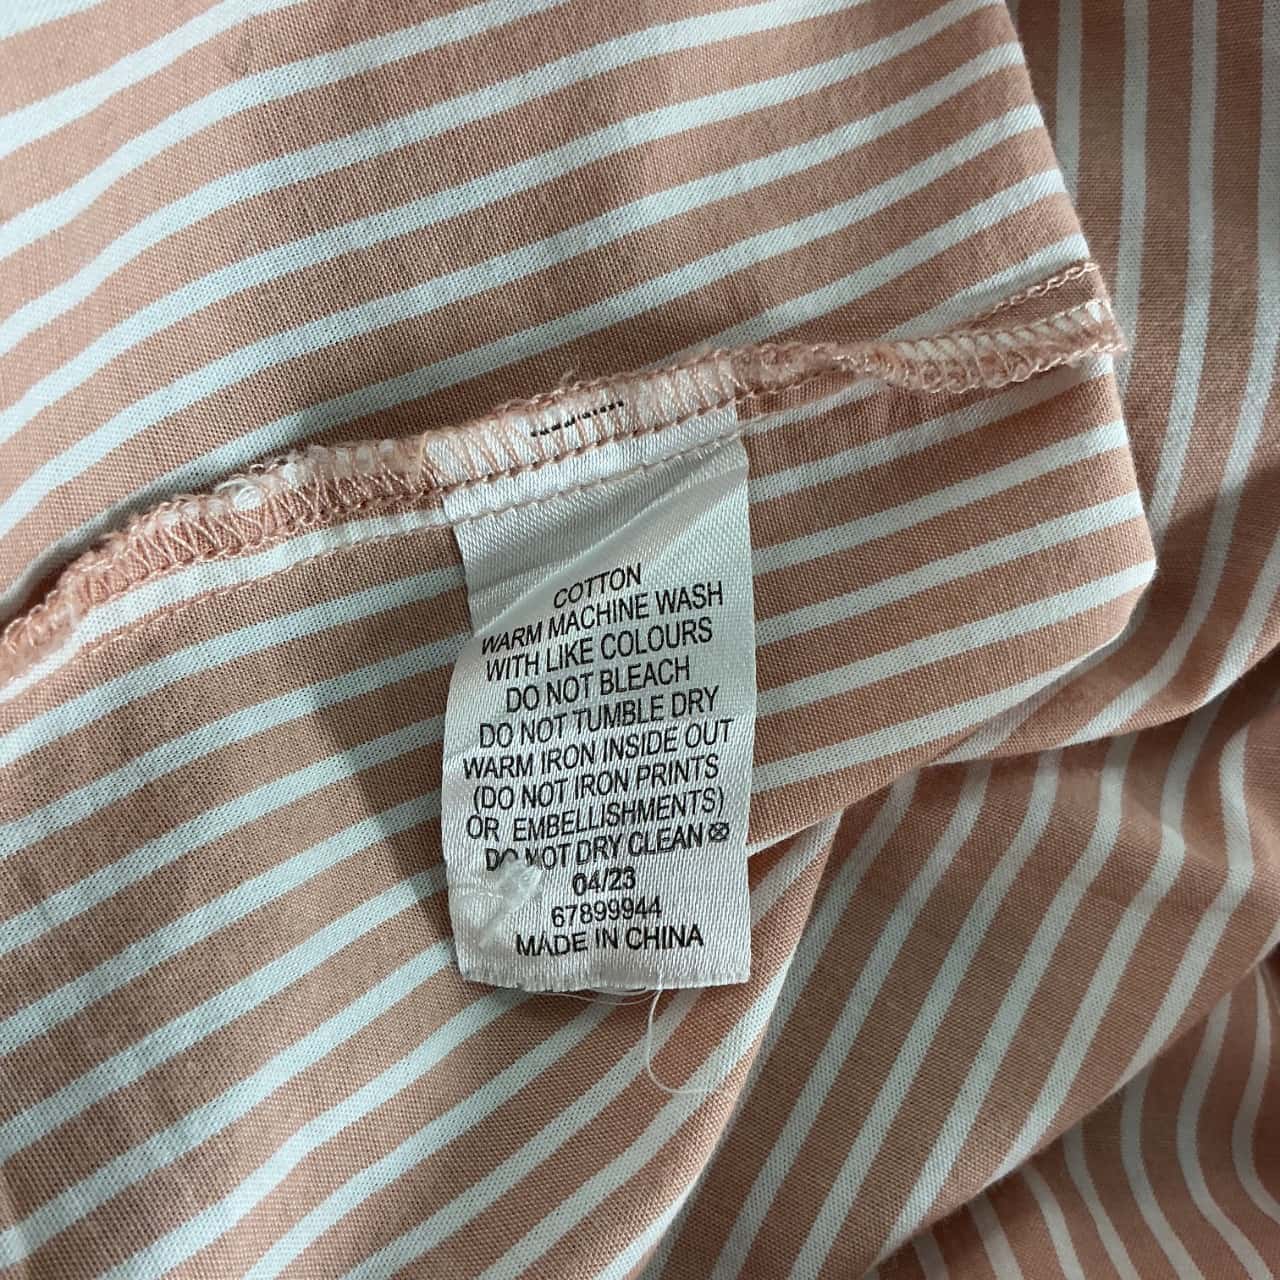 COTTON
WARM MACHINE WASH
WITH LIKE COLOURS
DO NOT BLEACH
DO NOT TUMBLE DRY
WARM IRON INSIDE OUT
(DO NOT IRON PRINTS
OR EMBELLISHMENTS)
DO NOT DRY CLEAN
04/23
67899944
MADE IN CHINA